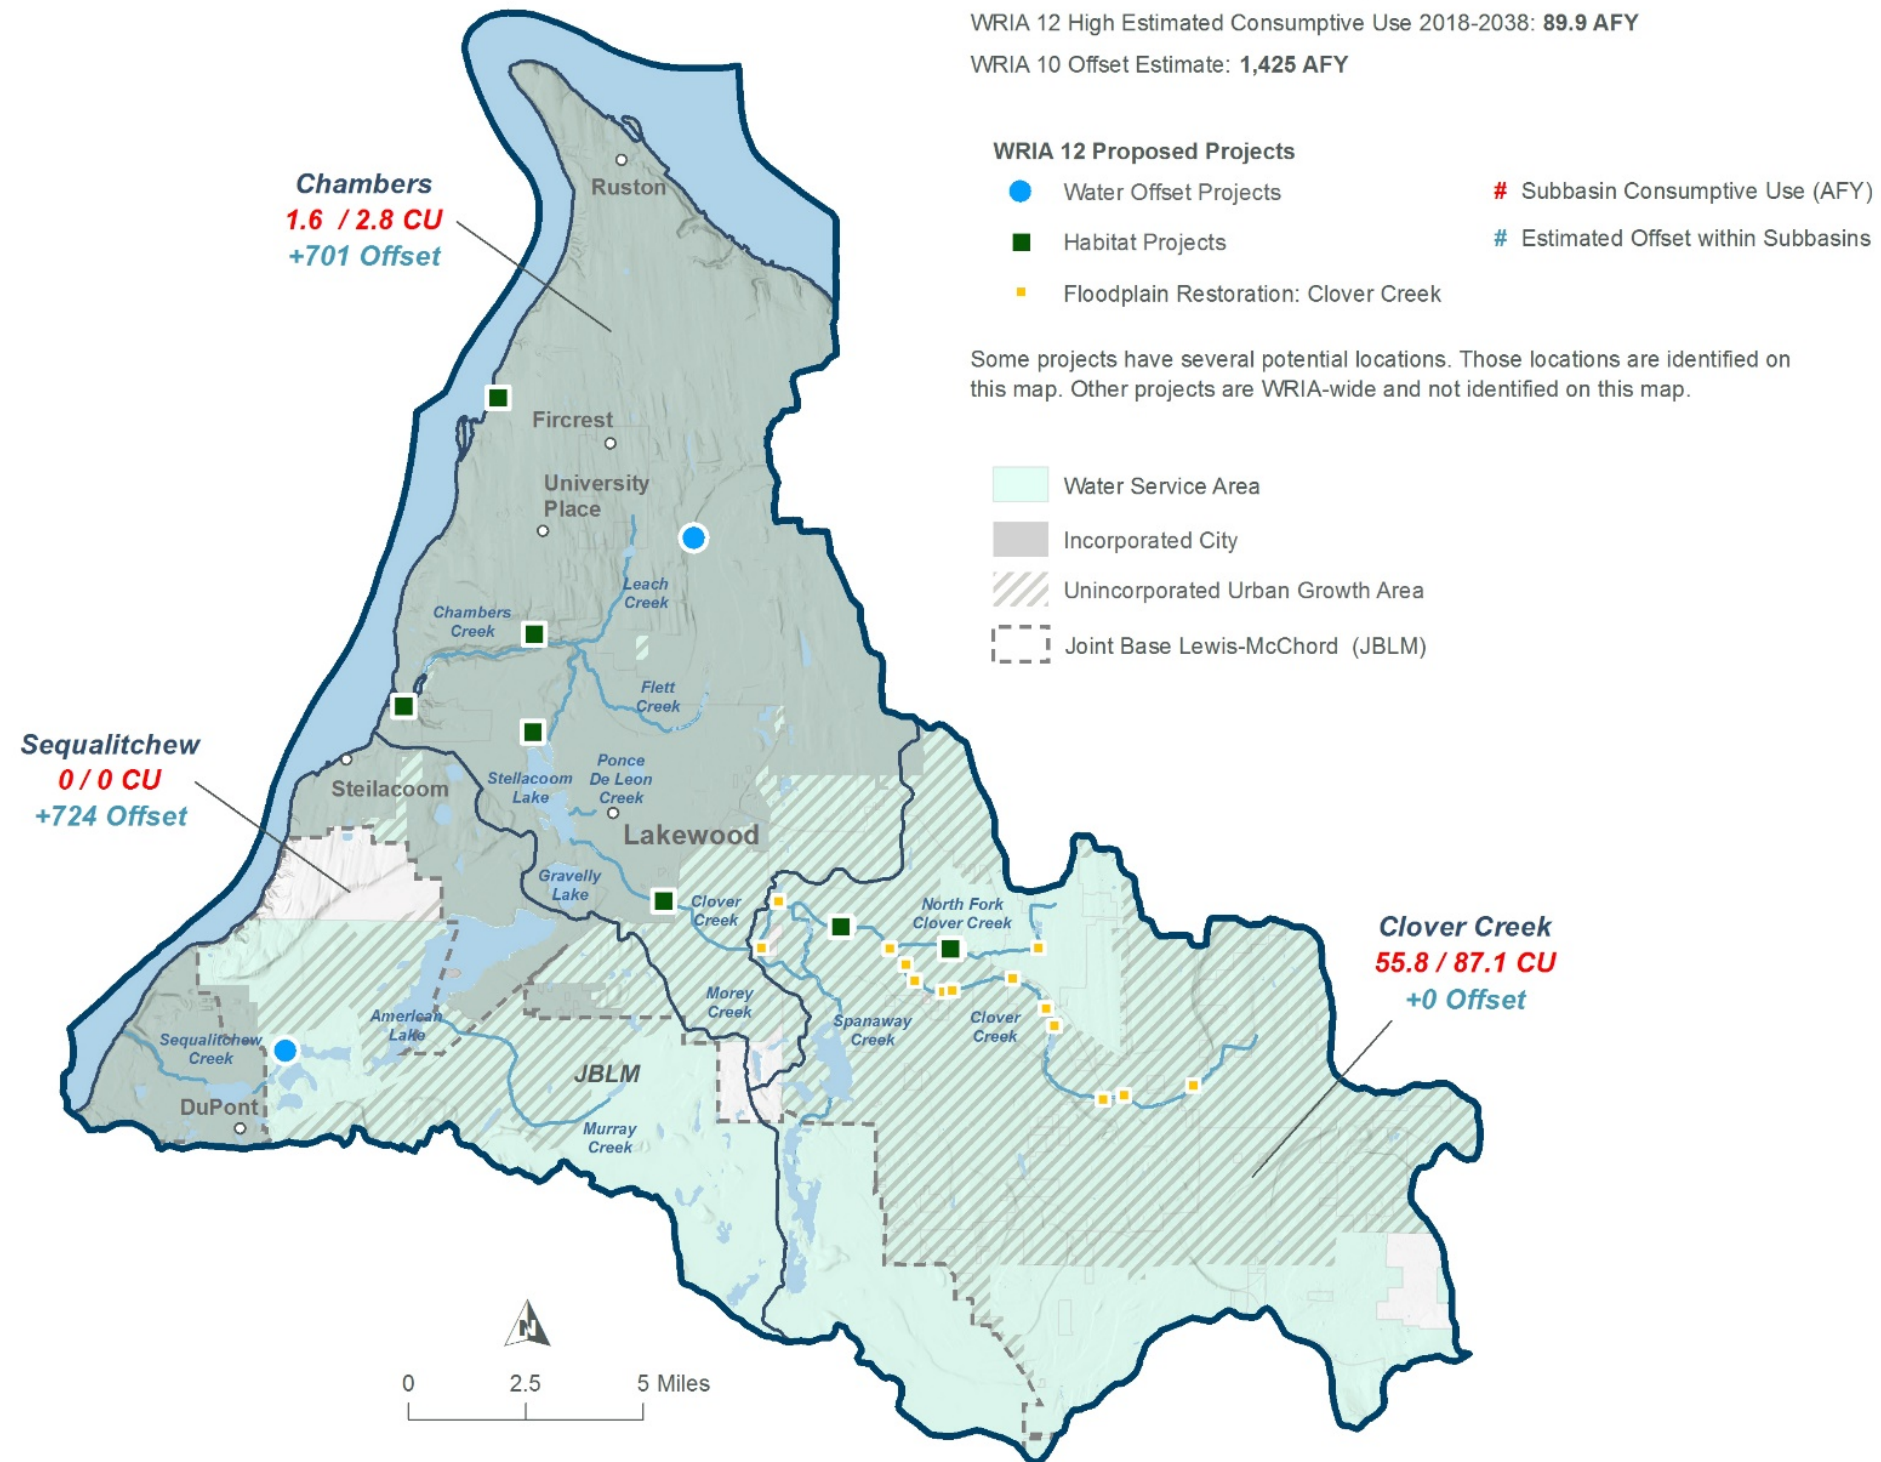 WRIA 12 High Estimated Consumptive Use 2018-2038: 89.9 AFY
WRIA 10 Offset Estimate: 1,425 AFY
WRIA 12 Proposed Projects
Water Offset Projects
Habitat Projects
Floodplain Restoration: Clover Creek
# Subbasin Consumptive Use (AFY)
# Estimated Offset within Subbasins
Some projects have several potential locations. Those locations are identified on
this map. Other projects are WRIA-wide and not identified on this map.
Water Service Area
Incorporated City
Unincorporated Urban Growth Area
Joint Base Lewis-McChord (JBLM)
Chambers
1.6 / 2.8 CU
+701 Offset
Ruston
Fircrest
University
Place
Leach
Creek
Chambers
Creek
Flett
Creek
Sequalitchew
0 / 0 CU
+724 Offset
Steilacoom
Steilacoom
Lake
Ponce
De Leon
Creek
Lakewood
Gravelly
Lake
Clover
Creek
North Fork
Clover Creek
Clover Creek
55.8 / 87.1 CU
+0 Offset
Morey
Creek
Spanaway
Creek
Clover
Creek
American
Lake
Sequalitchew
Creek
JBLM
DuPont
Murray
Creek
N
0 2.5 5 Miles